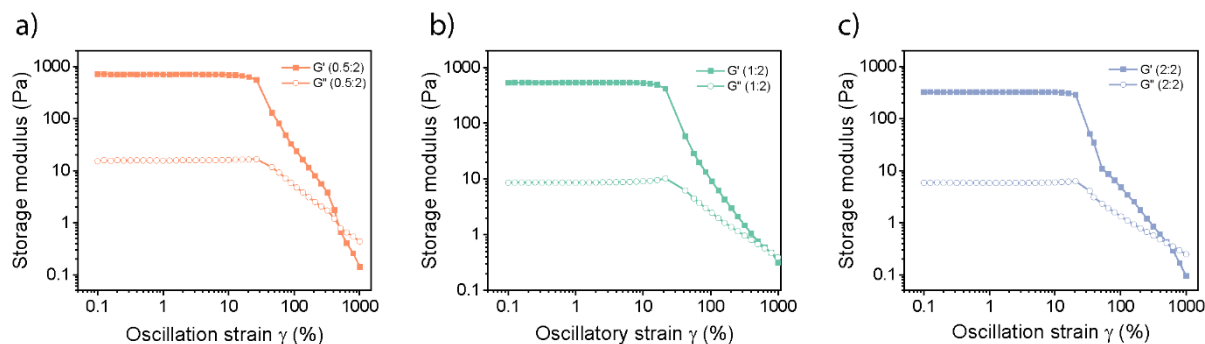 a)
Storage modulus (Pa)
1000
100
10
1
0.1
G' (0.5:2)
G" (0.5:2)
0.1 1 10 100 1000
Oscillation strain γ (%)
b)
Storage modulus (Pa)
1000
100
10
1
0.1
G' (1:2)
G" (1:2)
0.1 1 10 100 1000
Oscillatory strain γ (%)
c)
Storage modulus (Pa)
1000
100
10
1
0.1
G' (2:2)
G" (2:2)
0.1 1 10 100 1000
Oscillation strain γ (%)